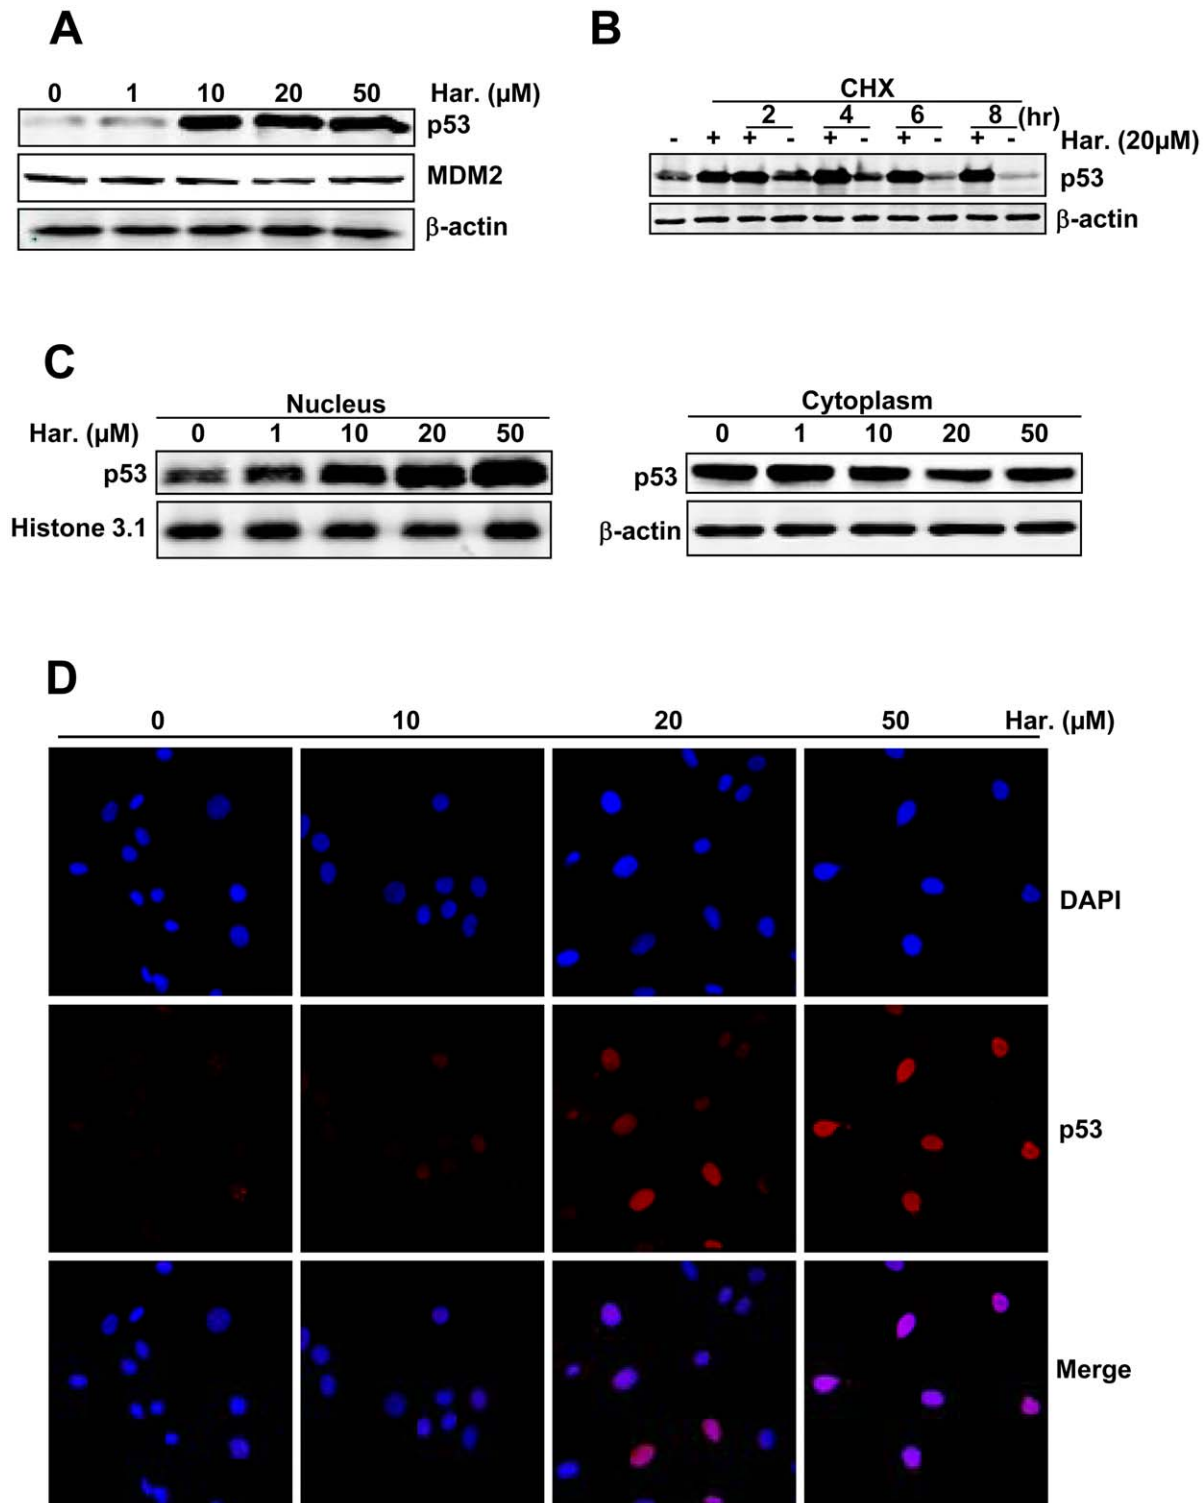 A
0 1 10 20 50 Har. (µM)
p53
MDM2
β-actin
B
CHX
2 4 6 8 (hr)
- + + - + - + - + - Har. (20µM)
p53
β-actin
C
Nucleus
Har. (µM) 0 1 10 20 50
p53
Histone 3.1
Cytoplasm
0 1 10 20 50
p53
β-actin
D
0 10 20 50 Har. (µM)
DAPI
p53
Merge